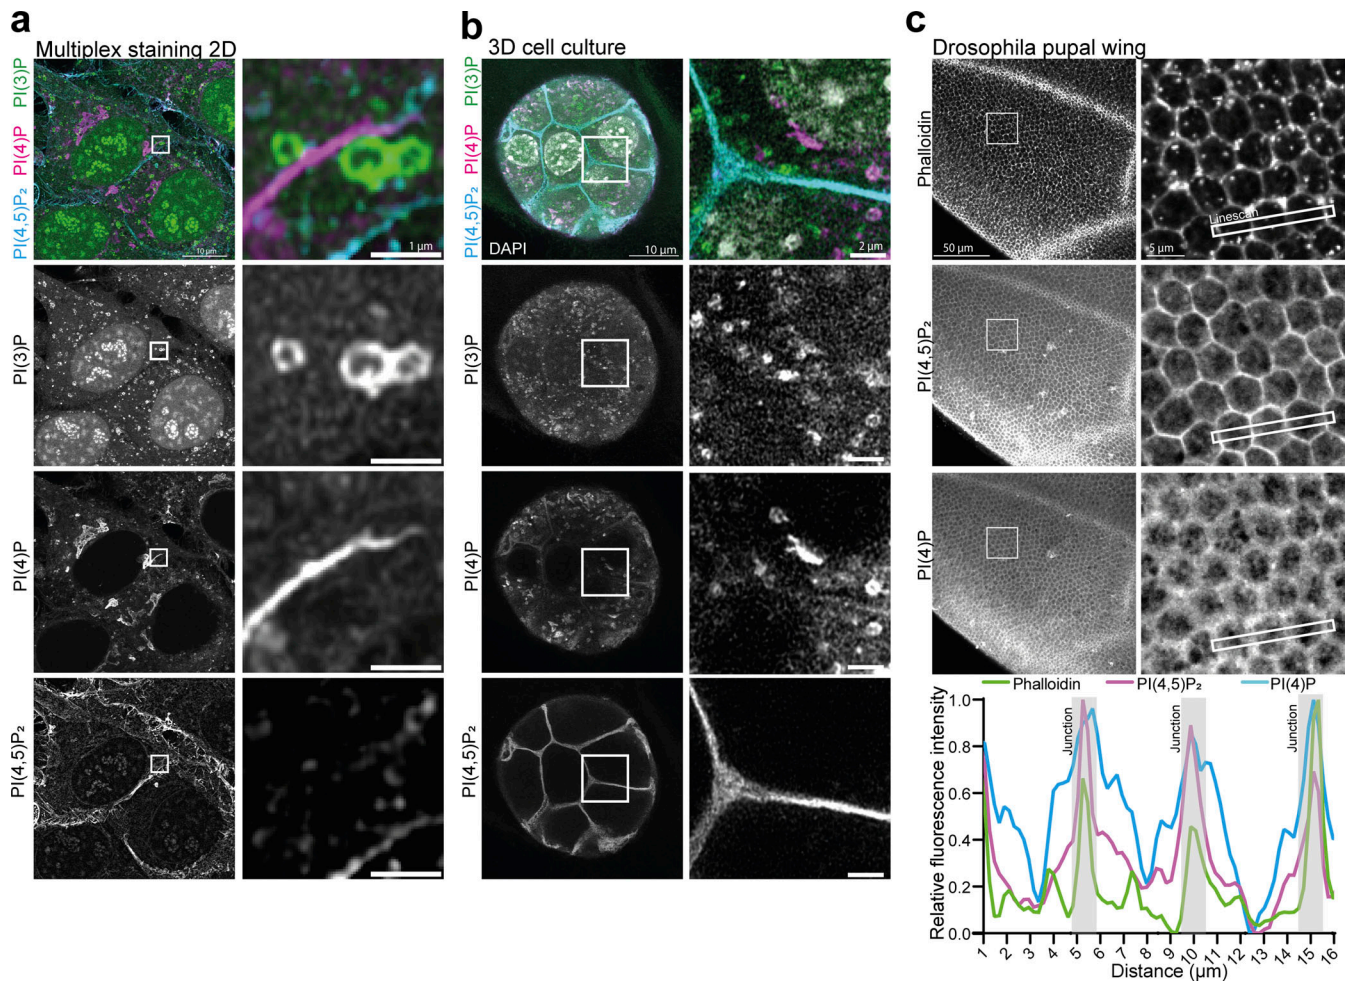 a
Multiplex staining 2D
PI(3)P
PI(4)P
PI(4,5)P₂
10 µm
1 µm
PI(3)P
PI(4)P
PI(4,5)P₂
b
3D cell culture
PI(3)P
PI(4)P
PI(4,5)P₂
DAPI
10 µm
2 µm
PI(3)P
PI(4)P
PI(4,5)P₂
c
Drosophila pupal wing
Phalloidin
50 µm
Linescan
5 µm
PI(4,5)P₂
PI(4)P
Phalloidin PI(4,5)P₂ PI(4)P
Relative fluorescence intensity
1.0
0.8
0.6
0.4
0.2
0.0
Junction
Junction
Junction
1 2 3 4 5 6 7 8 9 10 11 12 13 14 15 16
Distance (µm)